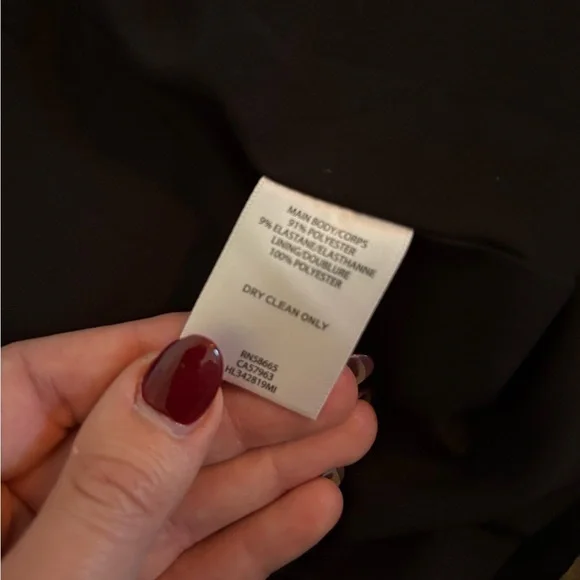 MAIN BODY/CORPS
91% POLYESTER
9% ELASTANE/ELASTHANNE
LINING/DOUBLURE
100% POLYESTER
DRY CLEAN ONLY
RN58665
CA57963
HL342819MI